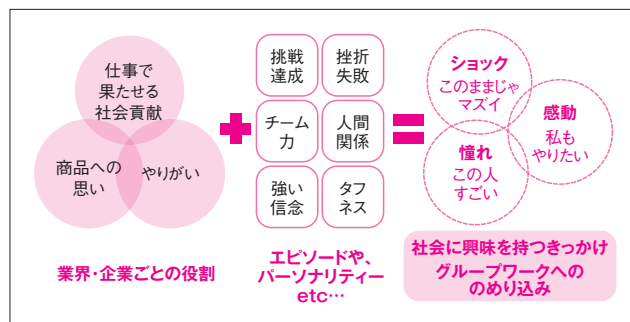 仕事で
果たせる
社会貢献
商品への
思い
やりがい
業界・企業ごとの役割
+
挑戦
達成
挫折
失敗
チーム
力
人間
関係
強い
信念
タフ
ネス
エピソードや、
パーソナリティー
etc…
=
ショック
このままじゃ
マズイ
感動
私も
やりたい
憧れ
この人
すごい
社会に興味を持つきっかけ
グループワークへの
のめり込み